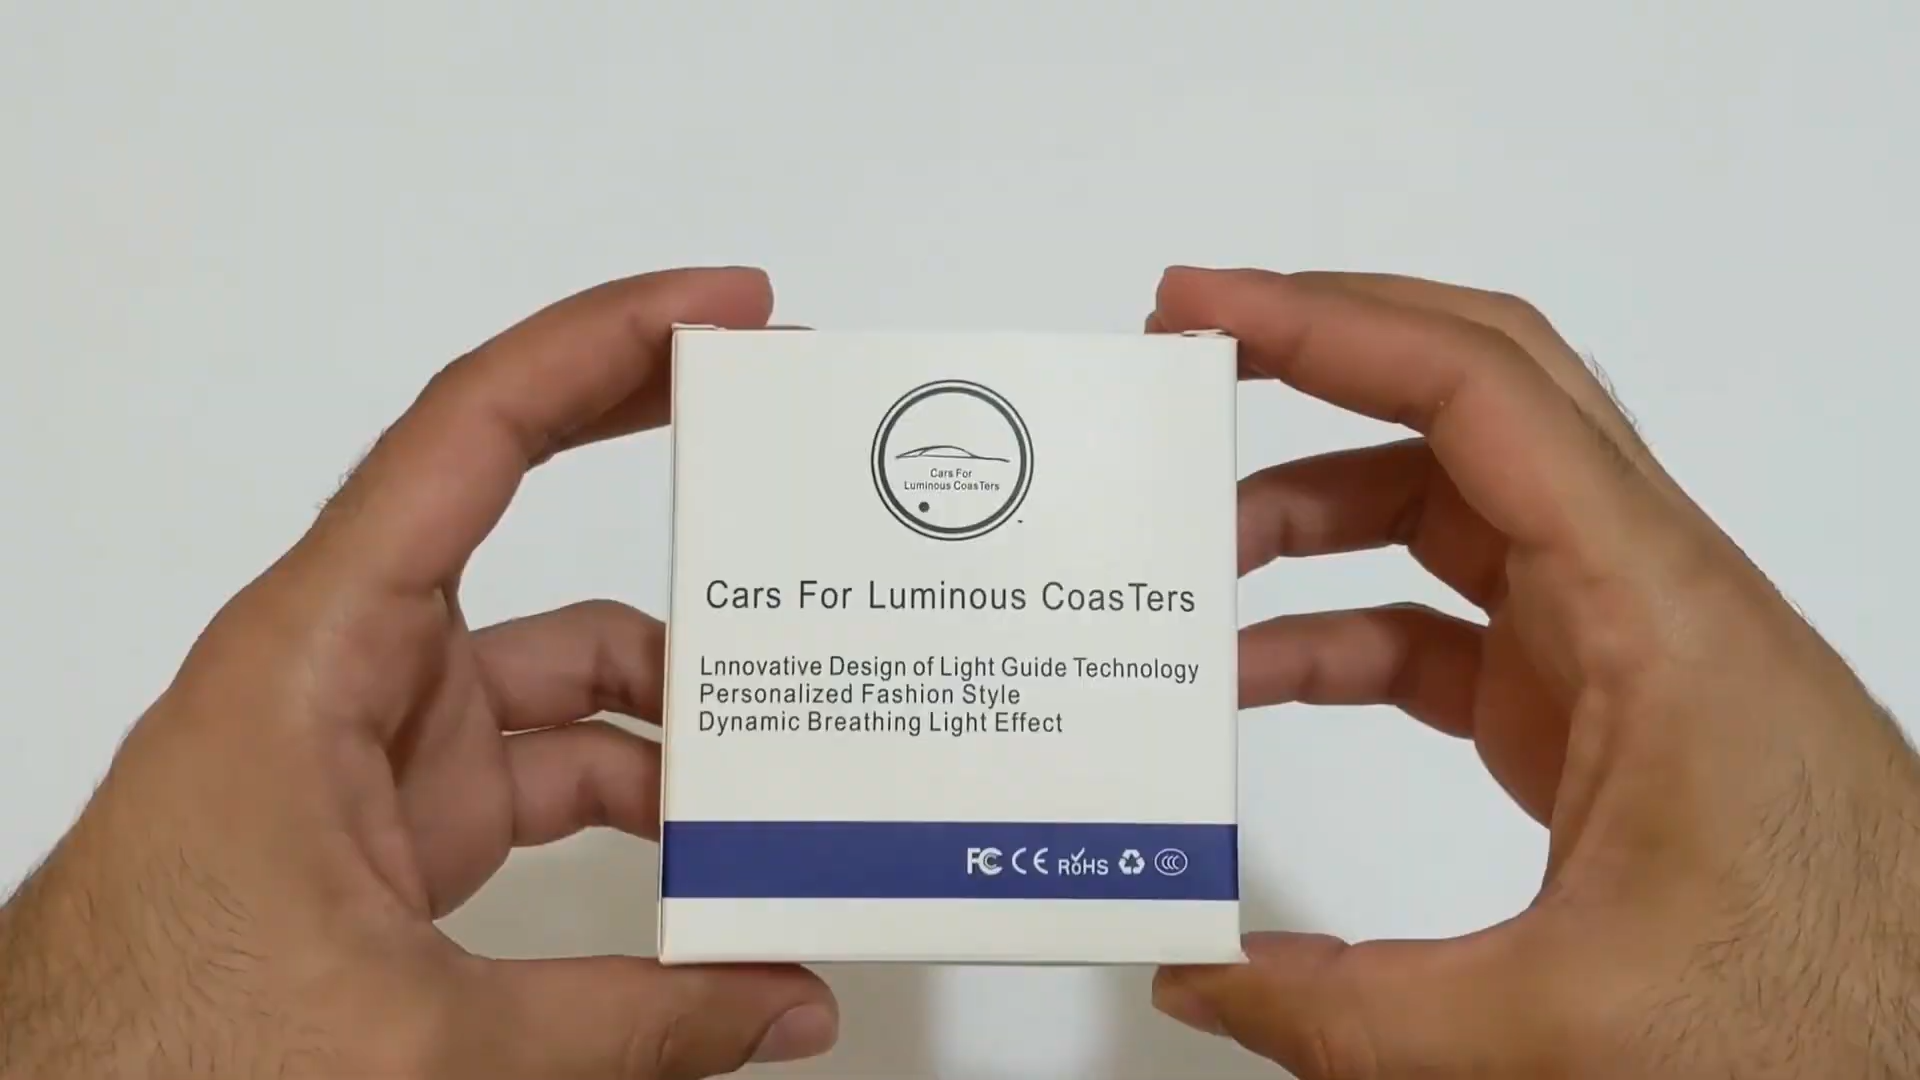 Cars For
Luminous CoasTers
Cars For Luminous CoasTers
Lnnovative Design of Light Guide Technology
Personalized Fashion Style
Dynamic Breathing Light Effect
FC CE RoHS CCC